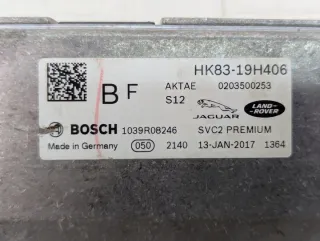 HK83-19H406
B F AKTAE 0203500253
S12 JAGUAR LAND-ROVER
BOSCH 1039R08246 SVC2 PREMIUM
Made in Germany 050 2140 13-JAN-2017 1364